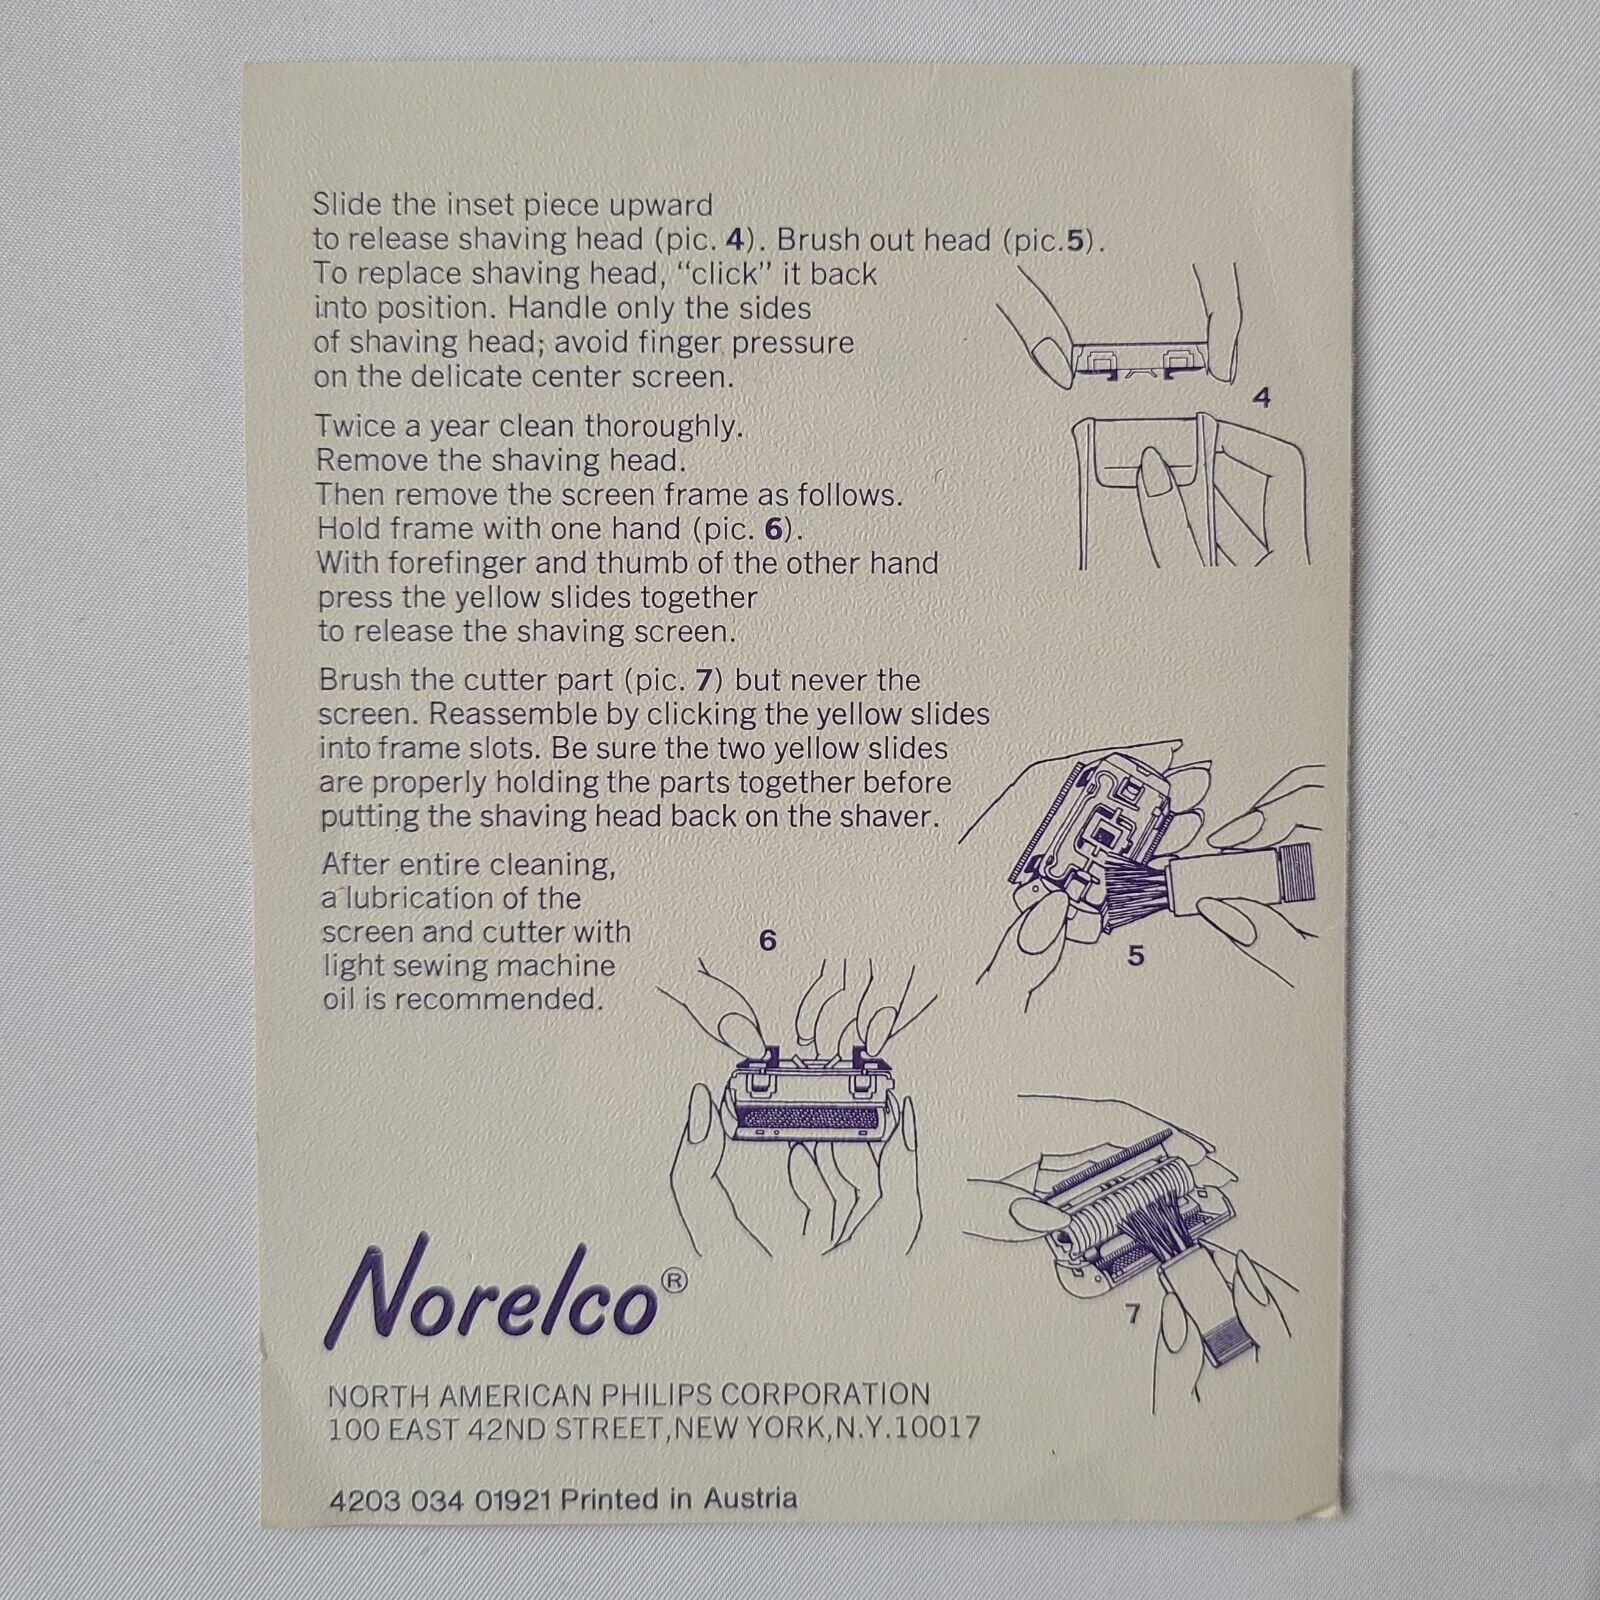 Slide the inset piece upward
to release shaving head (pic. 4). Brush out head (pic.5).
To replace shaving head, “click” it back
into position. Handle only the sides
of shaving head; avoid finger pressure
on the delicate center screen.
4
Twice a year clean thoroughly.
Remove the shaving head.
Then remove the screen frame as follows.
Hold frame with one hand (pic. 6).
With forefinger and thumb of the other hand
press the yellow slides together
to release the shaving screen.
Brush the cutter part (pic. 7) but never the
screen. Reassemble by clicking the yellow slides
into frame slots. Be sure the two yellow slides
are properly holding the parts together before
putting the shaving head back on the shaver.
After entire cleaning,
a lubrication of the
screen and cutter with
light sewing machine
oil is recommended.
6
5
7
Norelco®
NORTH AMERICAN PHILIPS CORPORATION
100 EAST 42ND STREET,NEW YORK,N.Y.10017
4203 034 01921 Printed in Austria